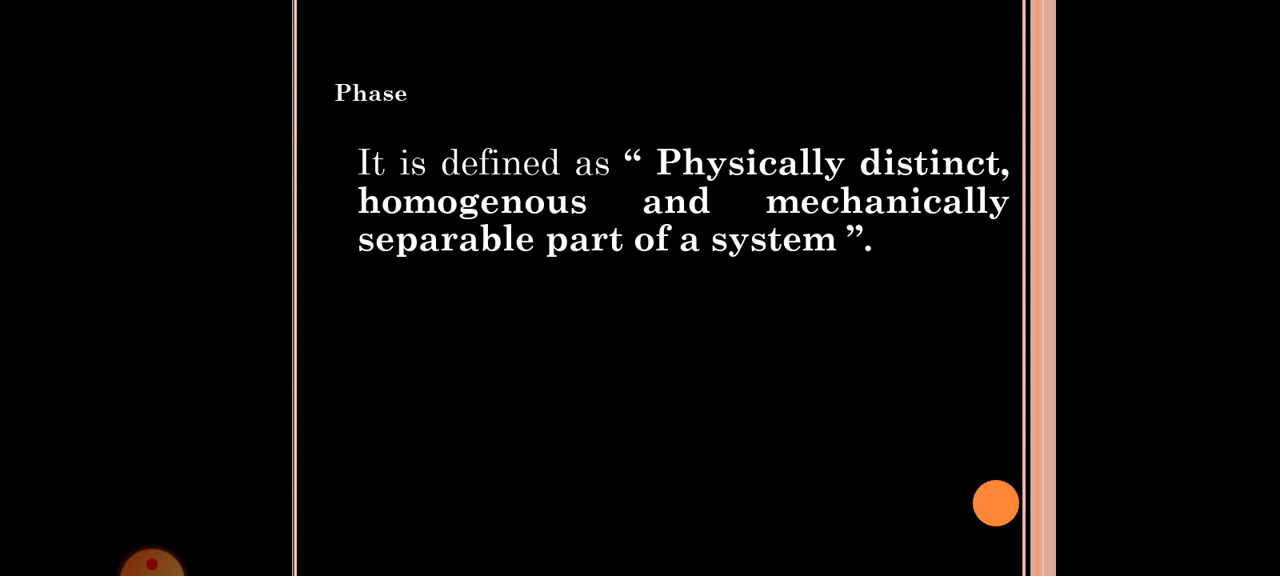 Phase
It is defined as “ Physically distinct,
homogenous and mechanically
separable part of a system ”.